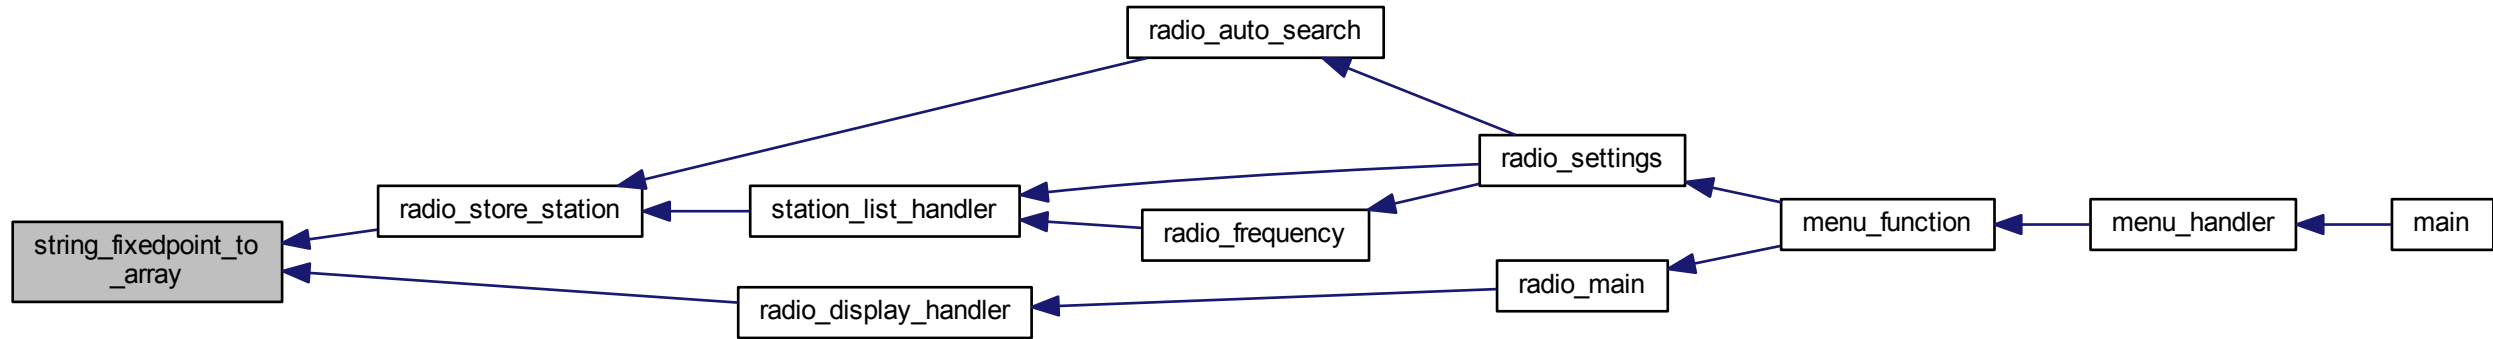 radio_auto_search
radio_settings
radio_store_station
station_list_handler
radio_frequency
menu_function
menu_handler
main
string_fixedpoint_to
_array
radio_main
radio_display_handler